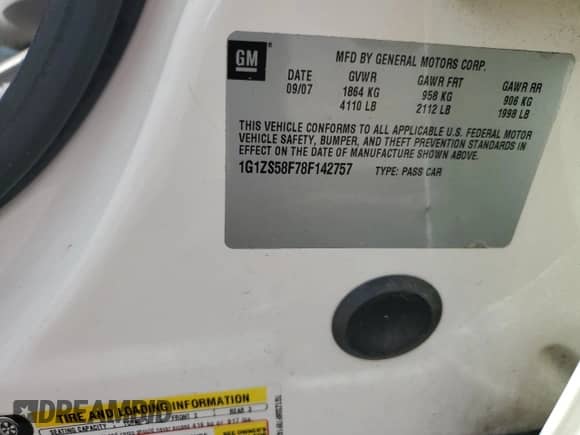 GM
MFD BY GENERAL MOTORS CORP.
DATE GVWR GAWR FRT GAWR RR
09/07 1864 KG 958 KG 906 KG
4110 LB 2112 LB 1998 LB
THIS VEHICLE CONFORMS TO ALL APPLICABLE U.S. FEDERAL MOTOR
VEHICLE SAFETY, BUMPER, AND THEFT PREVENTION STANDARDS IN
EFFECT ON THE DATE OF MANUFACTURE SHOWN ABOVE.
1G1ZS58F78F142757 TYPE: PASS CAR
TIRE AND LOADING INFORMATION
DREAMBID